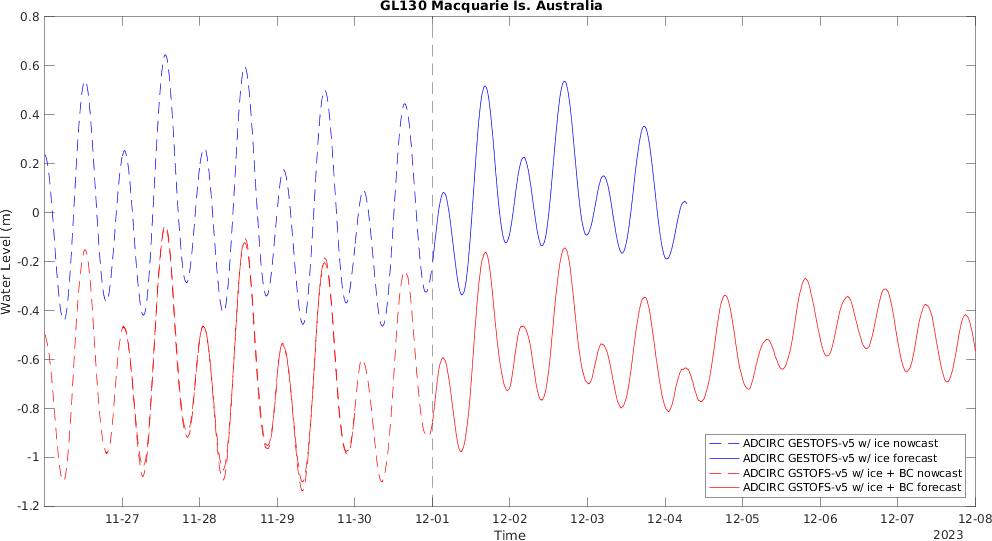 GL130 Macquarie Is. Australia
Water Level (m)
0.8
0.6
0.4
0.2
0
-0.2
-0.4
-0.6
-0.8
-1
-1.2
ADCIRC GESTOFS-v5 w/ ice nowcast
ADCIRC GESTOFS-v5 w/ ice forecast
ADCIRC GSTOFS-v5 w/ ice + BC nowcast
ADCIRC GSTOFS-v5 w/ ice + BC forecast
11-27 11-28 11-29 11-30 12-01 12-02 12-03 12-04 12-05 12-06 12-07 12-08
Time
2023